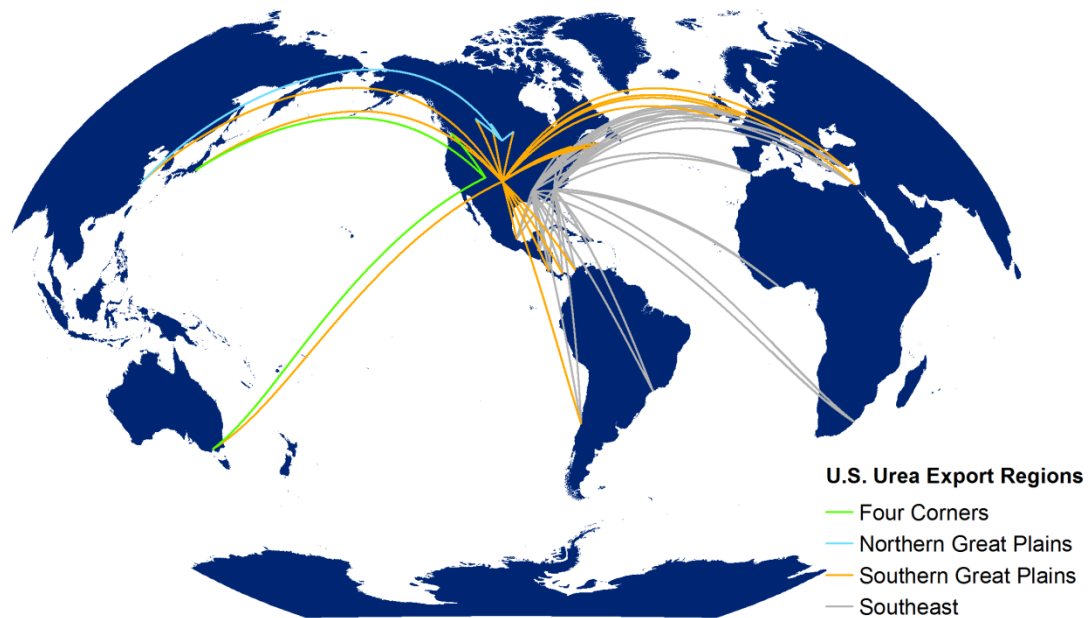 U.S. Urea Export Regions
Four Corners
Northern Great Plains
Southern Great Plains
Southeast